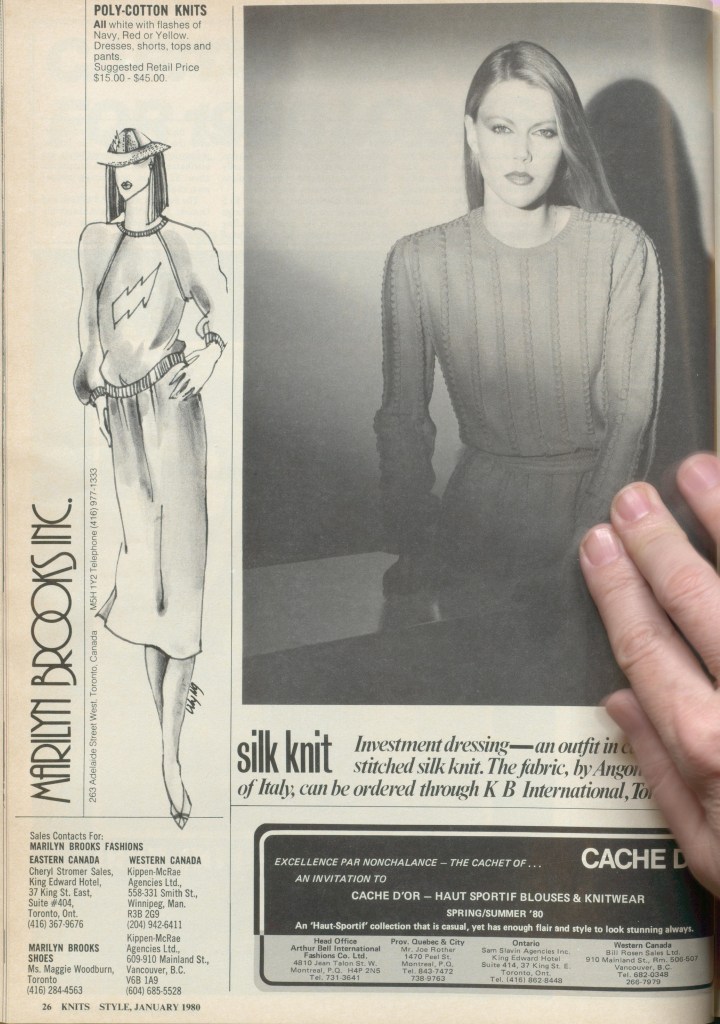 POLY-COTTON KNITS
All white with flashes of
Navy, Red or Yellow.
Dresses, shorts, tops and
pants.
Suggested Retail Price
$15.00 - $45.00.
MARILYN BROOKS INC.
263 Adelaide Street West, Toronto, Canada M5H 1Y2 Telephone (416) 977-1333
Sales Contacts For:
MARILYN BROOKS FASHIONS
EASTERN CANADA
Cheryl Stromer Sales,
King Edward Hotel,
37 King St. East,
Suite #404,
Toronto, Ont.
(416) 367-9676
MARILYN BROOKS
SHOES
Ms. Maggie Woodburn,
Toronto
(416) 284-4563
WESTERN CANADA
Kippen-McRae
Agencies Ltd.,
558-331 Smith St.,
Winnipeg, Man.
R3B 2G9
(204) 942-6411
Kippen-McRae
Agencies Ltd.,
609-910 Mainland St.,
Vancouver, B.C.
V6B 1A9
(604) 685-5528
silk knit
Investment dressing—an outfit in
stitched silk knit. The fabric, by
of Italy, can be ordered through K B International,
EXCELLENCE PAR NONCHALANCE – THE CACHET OF . . .
CACHE D
AN INVITATION TO
CACHE D'OR – HAUT SPORTIF BLOUSES & KNITWEAR
SPRING/SUMMER '80
An 'Haut-Sportif' collection that is casual, yet has enough flair and style to look stunning always.
Head Office
Arthur Bell International
Fashions Co. Ltd.
4810 Jean Talon St. W.
Montreal, P.Q. H4P 2N5
Tel. 731-3641
Prov. Quebec & City
Mr. Joe Rother
1470 Peel St.
Montreal, P.Q.
Tel. 843-7472
738-9763
Ontario
Sam Slavin Agencies Inc.
King Edward Hotel
Suite 414, 37 King St. E.
Toronto, Ont.
Tel. (416) 862-8448
Western Canada
Bill Rosen Sales Ltd.
910 Mainland St., Rm. 506-507
Vancouver, B.C.
Tel. 682-0348
266-7979
26 KNITS STYLE, JANUARY 1980